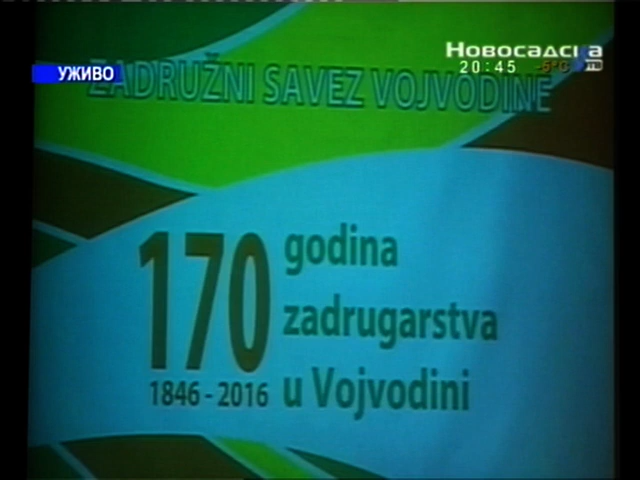 Новосадска
20:45 -5°C
УЖИВО
ZADRUŽNI SAVEZ VOJVODINE
170 godina
zadrugarstva
1846 - 2016 u Vojvodini